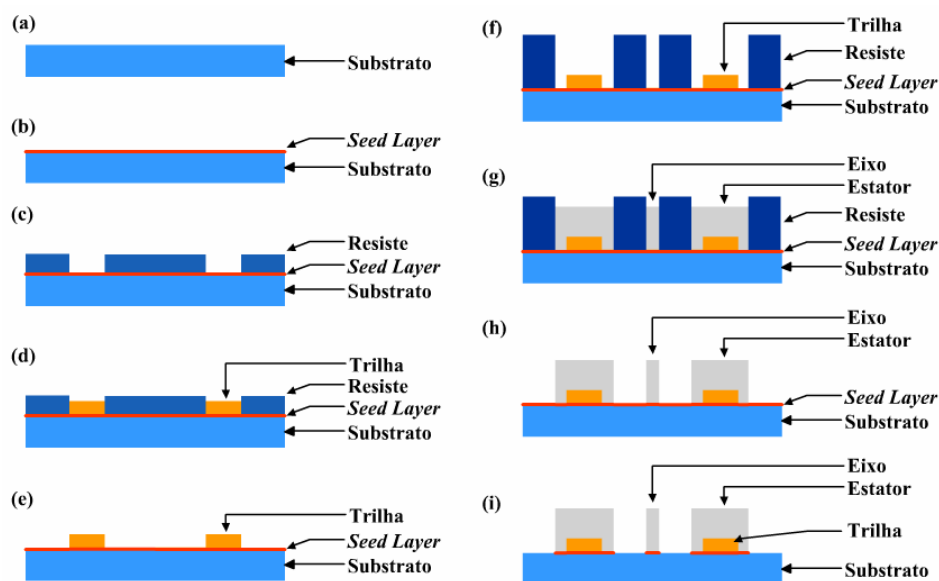 (a)
Substrato
(b)
Seed Layer
Substrato
(c)
Resiste
Seed Layer
Substrato
(d)
Trilha
Resiste
Seed Layer
Substrato
(e)
Trilha
Seed Layer
Substrato
(f)
Trilha
Resiste
Seed Layer
Substrato
(g)
Eixo
Estator
Resiste
Seed Layer
Substrato
(h)
Eixo
Estator
Seed Layer
Substrato
(i)
Eixo
Estator
Trilha
Substrato